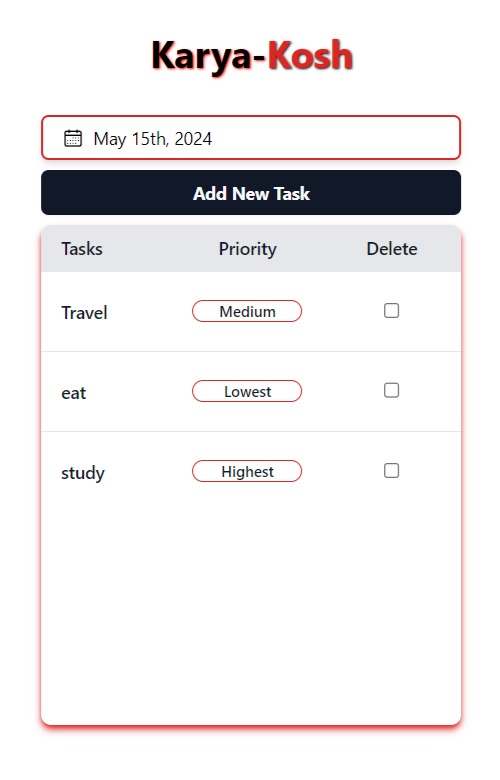 Karya-Kosh
May 15th, 2024
Add New Task
Tasks Priority Delete
Travel Medium
eat Lowest
study Highest